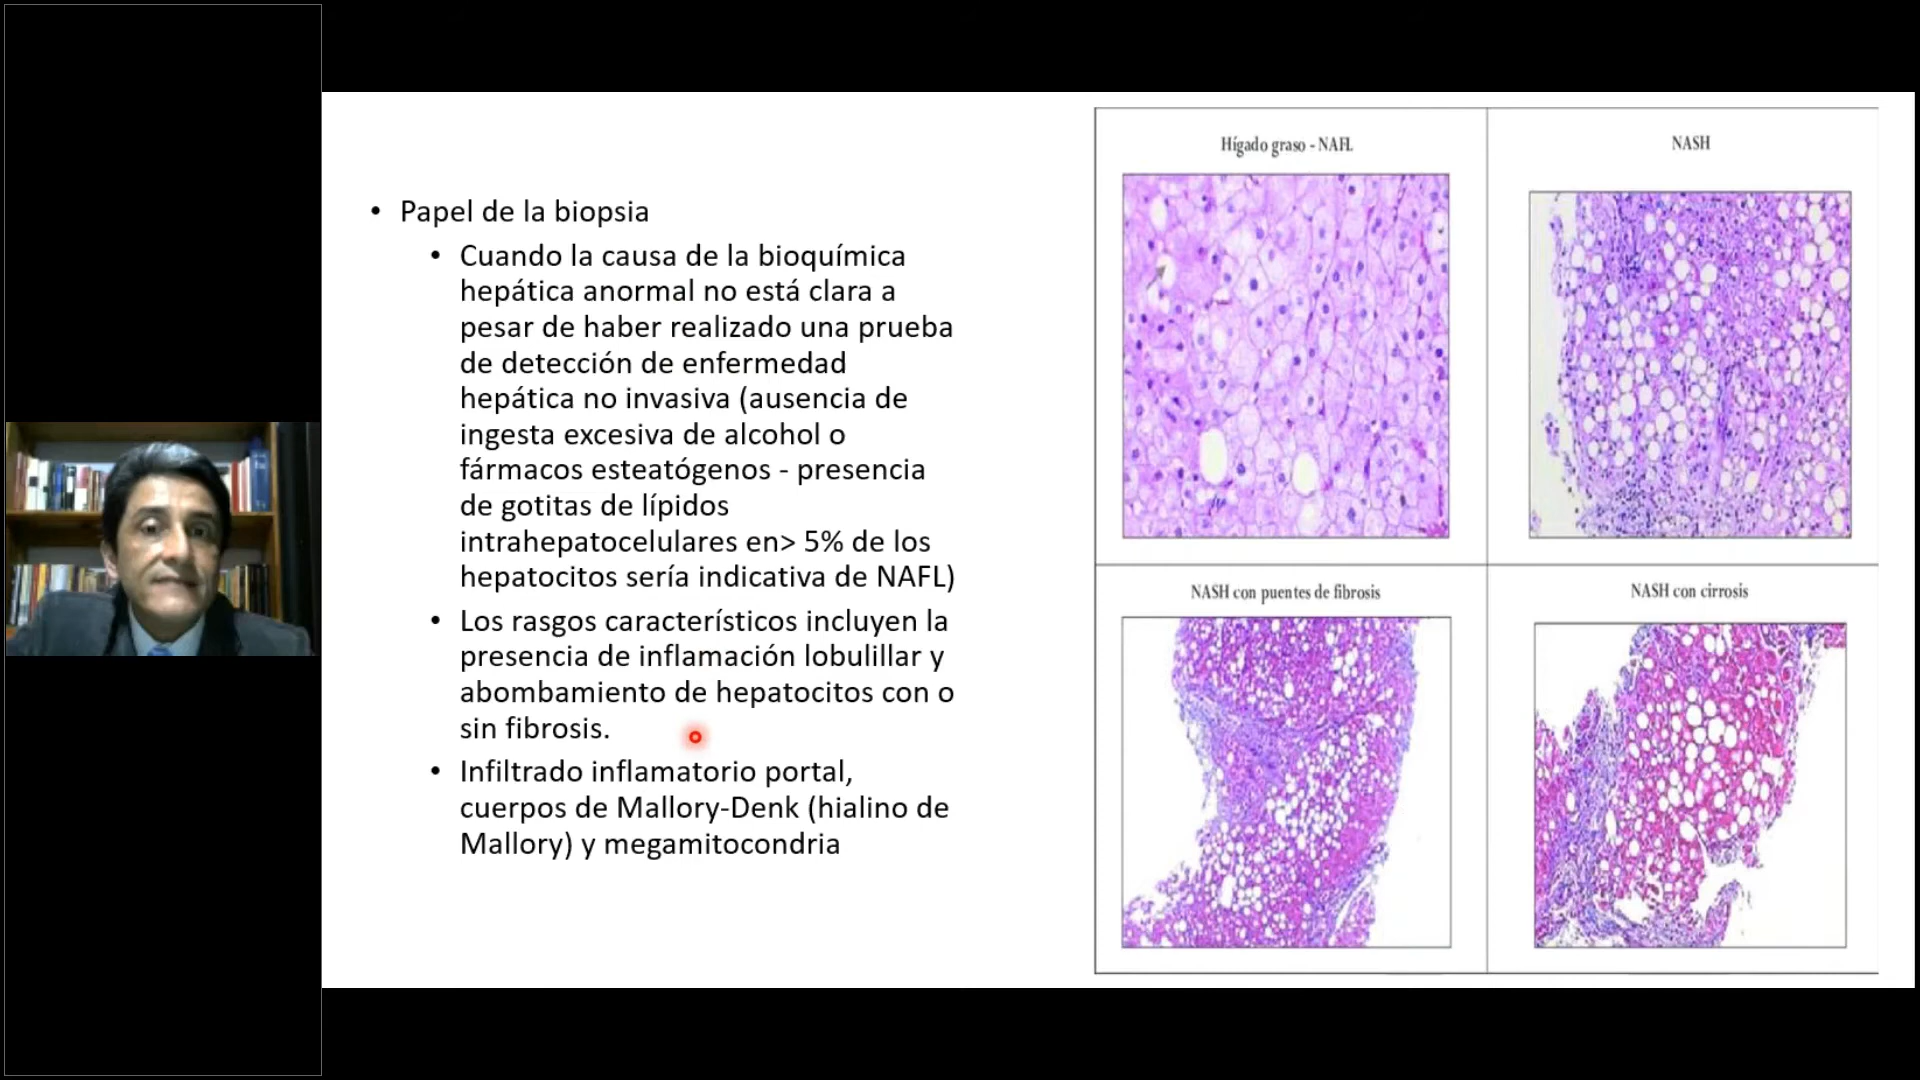 • Papel de la biopsia
• Cuando la causa de la bioquímica
hepática anormal no está clara a
pesar de haber realizado una prueba
de detección de enfermedad
hepática no invasiva (ausencia de
ingesta excesiva de alcohol o
fármacos esteatógenos - presencia
de gotitas de lípidos
intrahepatocelulares en> 5% de los
hepatocitos sería indicativa de NAFL)
• Los rasgos característicos incluyen la
presencia de inflamación lobulillar y
abombamiento de hepatocitos con o
sin fibrosis.
• Infiltrado inflamatorio portal,
cuerpos de Mallory-Denk (hialino de
Mallory) y megamitocondria
Hígado graso - NAFL
NASH
NASH con puentes de fibrosis
NASH con cirrosis